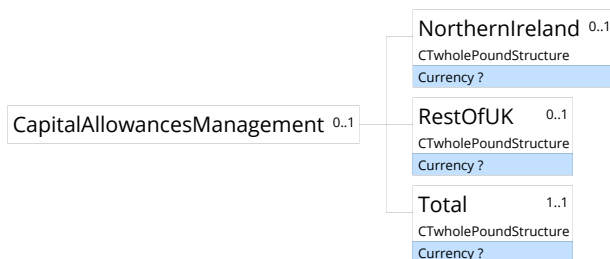 NorthernIreland 0..1
CTwholePoundStructure
Currency ?
CapitalAllowancesManagement 0..1
RestOfUK 0..1
CTwholePoundStructure
Currency ?
Total 1..1
CTwholePoundStructure
Currency ?